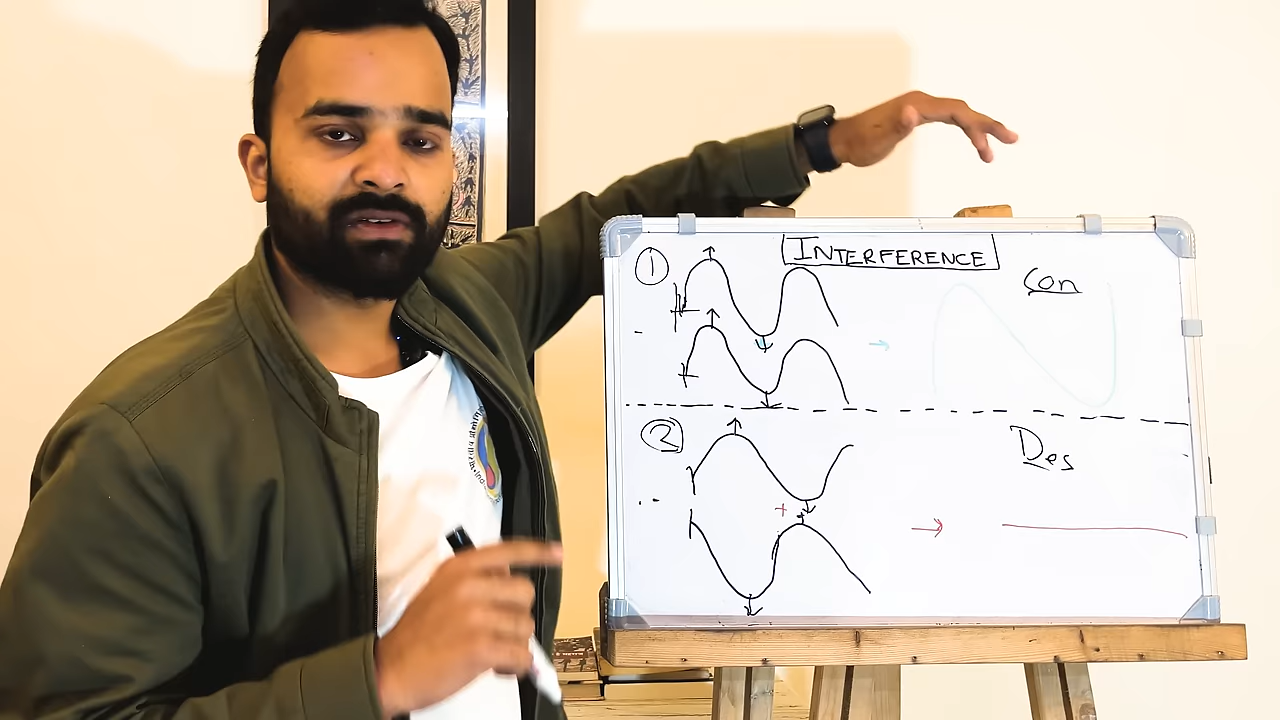 INTERFERENCE
1
Con
+
→
2
Des
+
→